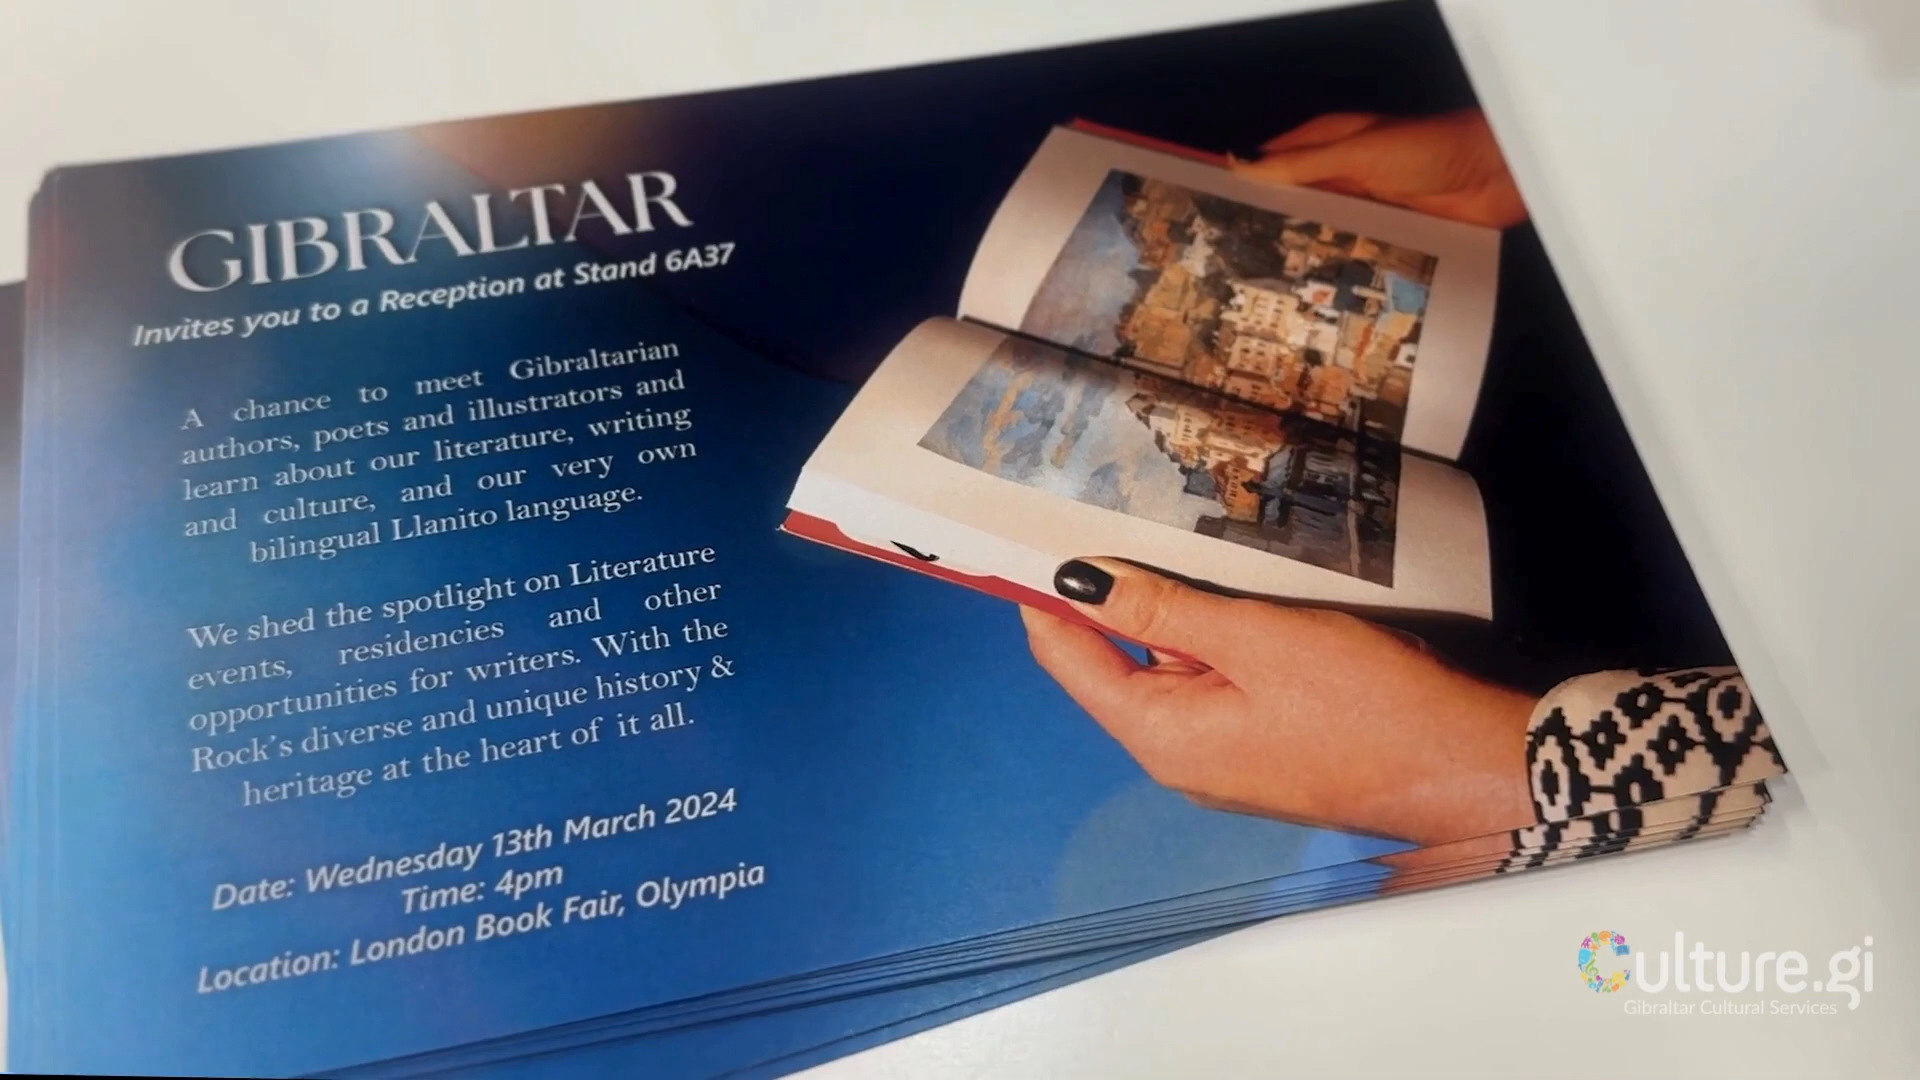 GIBRALTAR
Invites you to a Reception at Stand 6A37
A chance to meet Gibraltarian
authors, poets and illustrators and
learn about our literature, writing
and culture, and our very own
bilingual Llanito language.
We shed the spotlight on Literature
events, residencies and other
opportunities for writers. With the
Rock's diverse and unique history &
heritage at the heart of it all.
Date: Wednesday 13th March 2024
Time: 4pm
Location: London Book Fair, Olympia
Culture.gi
Gibraltar Cultural Services